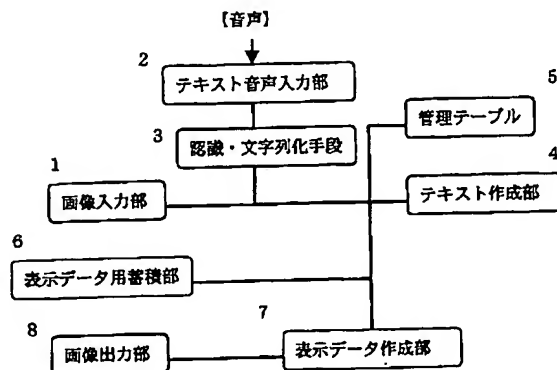 【音声】
2
テキスト音声入力部
5
管理テーブル
3
認識・文字列化手段
1
画像入力部
4
テキスト作成部
6
表示データ用蓄積部
7
表示データ作成部
8
画像出力部